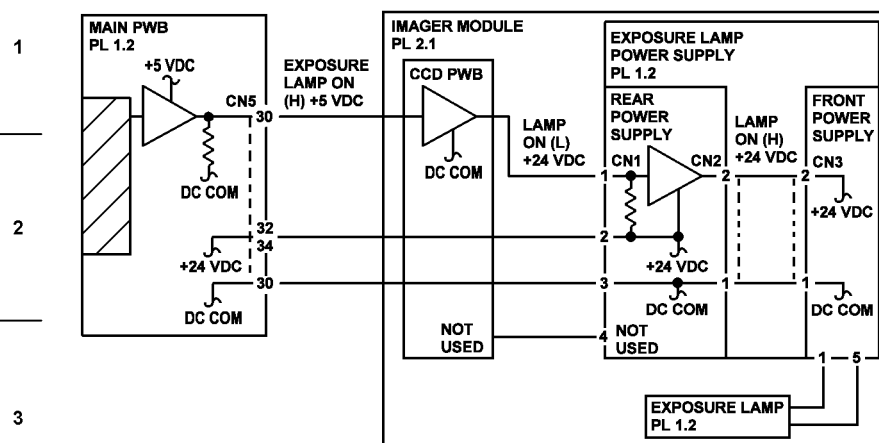 1
2
3
MAIN PWB
PL 1.2
+5 VDC
CN5
30
DC COM
32
34
+24 VDC
30
DC COM
EXPOSURE
LAMP ON
(H) +5 VDC
IMAGER MODULE
PL 2.1
CCD PWB
DC COM
NOT
USED
LAMP
ON (L)
+24 VDC
EXPOSURE LAMP
POWER SUPPLY
PL 1.2
REAR
POWER
SUPPLY
1
CN1
CN2
2
2
+24 VDC
3
1
DC COM
4
NOT
USED
LAMP
ON (H)
+24 VDC
FRONT
POWER
SUPPLY
2
CN3
+24 VDC
1
DC COM
1
5
EXPOSURE LAMP
PL 1.2